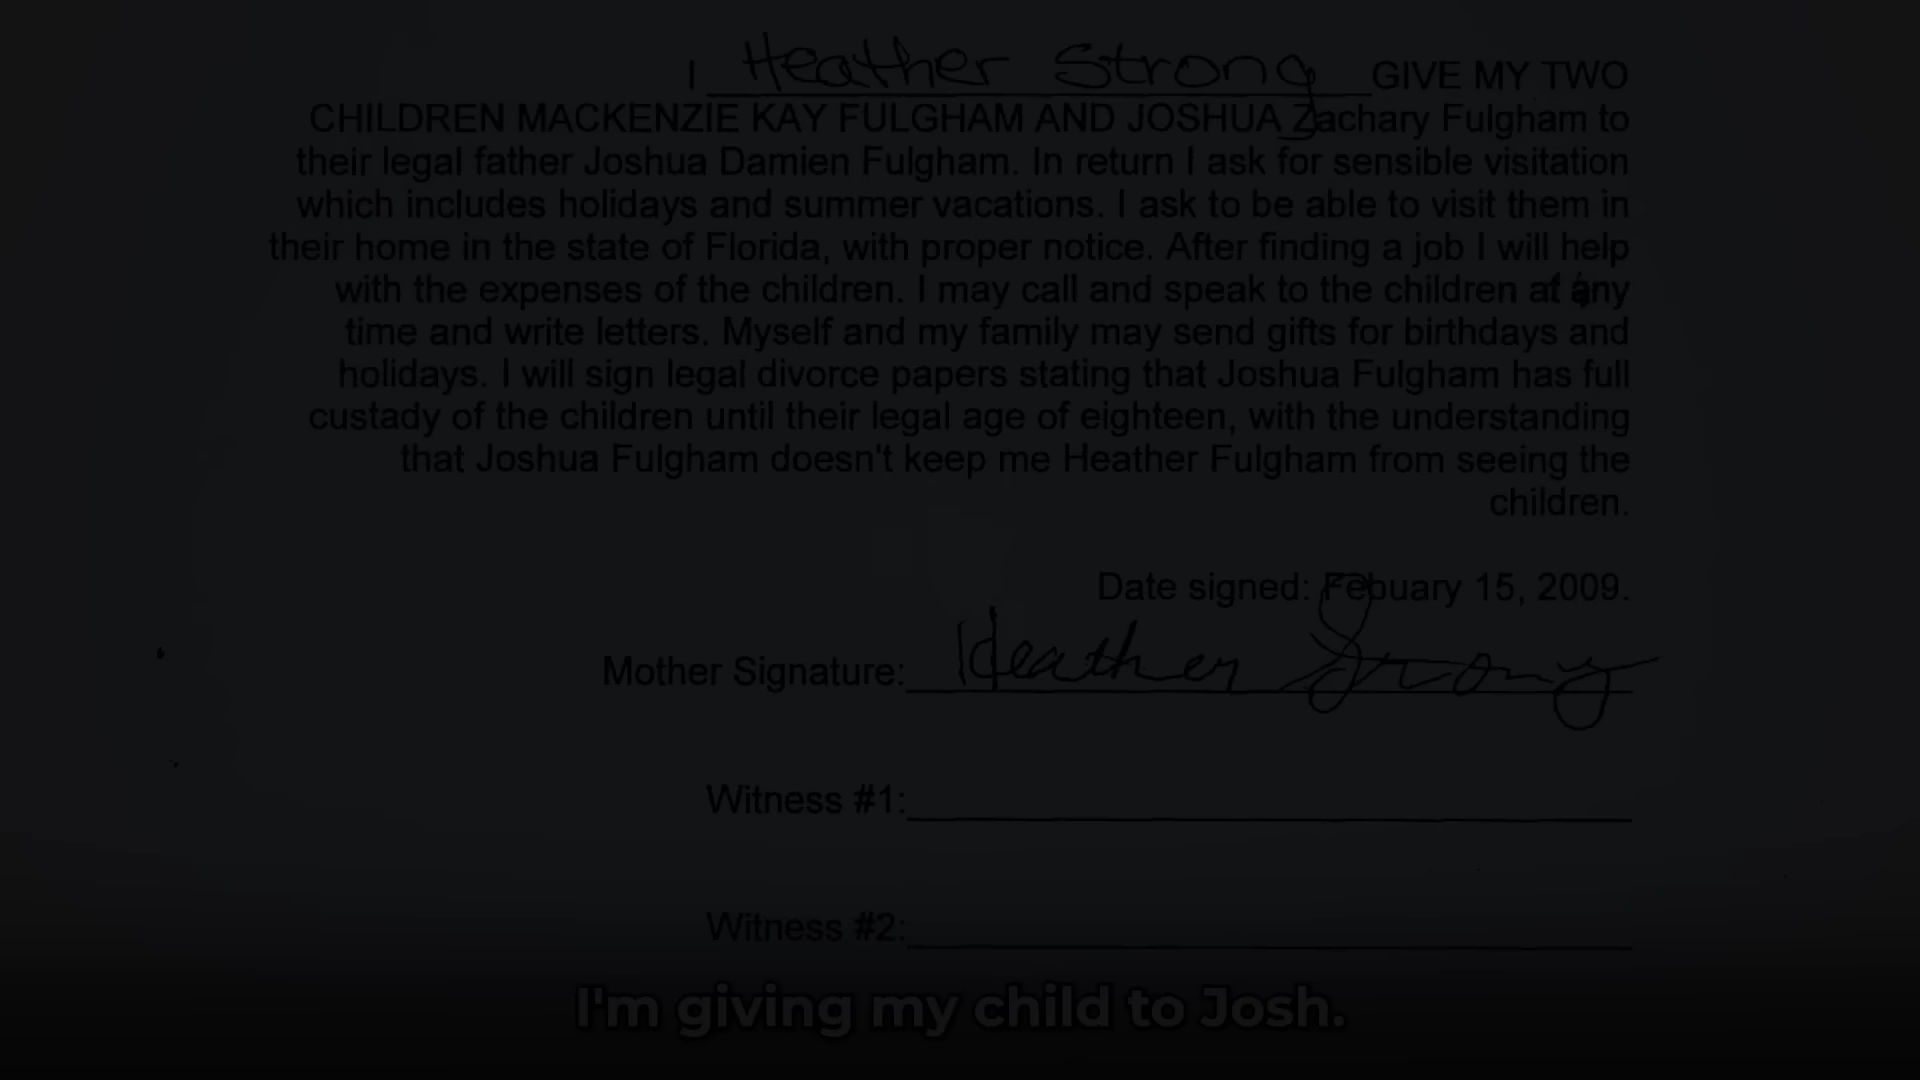 I Heather Strong GIVE MY TWO
CHILDREN MACKENZIE KAY FULGHAM AND JOSHUA Zachary Fulgham to
their legal father Joshua Damien Fulgham. In return I ask for sensible visitation
which includes holidays and summer vacations. I ask to be able to visit them in
their home in the state of Florida, with proper notice. After finding a job I will help
with the expenses of the children. I may call and speak to the children at any
time and write letters. Myself and my family may send gifts for birthdays and
holidays. I will sign legal divorce papers stating that Joshua Fulgham has full
custady of the children until their legal age of eighteen, with the understanding
that Joshua Fulgham doesn't keep me Heather Fulgham from seeing the
children.
Date signed: Febuary 15, 2009.
Mother Signature: Heather Strong
Witness #1:
Witness #2:
I'm giving my child to Josh.